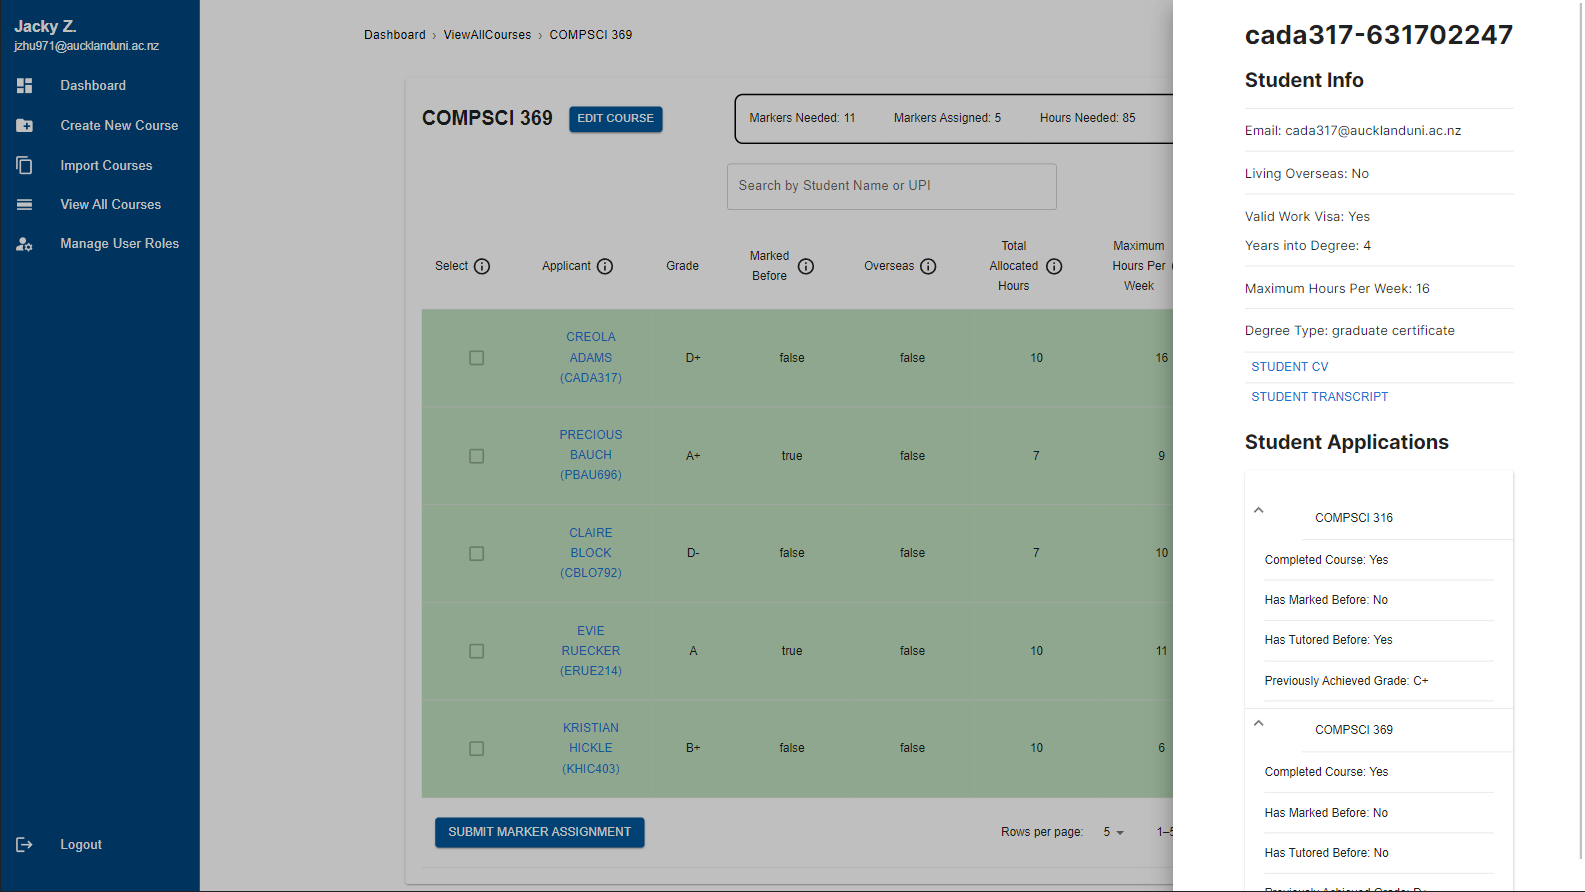 Jacky Z.
jzhu971@aucklanduni.ac.nz
Dashboard
Create New Course
Import Courses
View All Courses
Manage User Roles
Logout
Dashboard › ViewAllCourses › COMPSCI 369
COMPSCI 369
EDIT COURSE
Markers Needed: 11
Markers Assigned: 5
Hours Needed: 85
Search by Student Name or UPI
Select
Applicant
Grade
Marked
Before
Overseas
Total
Allocated
Hours
Maximum
Hours Per
Week
CREOLA
ADAMS
(CADA317)
D+
false
false
10
16
PRECIOUS
BAUCH
(PBAU696)
A+
true
false
7
9
CLAIRE
BLOCK
(CBLO792)
D-
false
false
7
10
EVIE
RUECKER
(ERUE214)
A
true
false
10
11
KRISTIAN
HICKLE
(KHIC403)
B+
false
false
10
6
SUBMIT MARKER ASSIGNMENT
Rows per page:
5
cada317-631702247
Student Info
Email: cada317@aucklanduni.ac.nz
Living Overseas: No
Valid Work Visa: Yes
Years into Degree: 4
Maximum Hours Per Week: 16
Degree Type: graduate certificate
STUDENT CV
STUDENT TRANSCRIPT
Student Applications
COMPSCI 316
Completed Course: Yes
Has Marked Before: No
Has Tutored Before: Yes
Previously Achieved Grade: C+
COMPSCI 369
Completed Course: Yes
Has Marked Before: No
Has Tutored Before: No
Previously Achieved Grade: